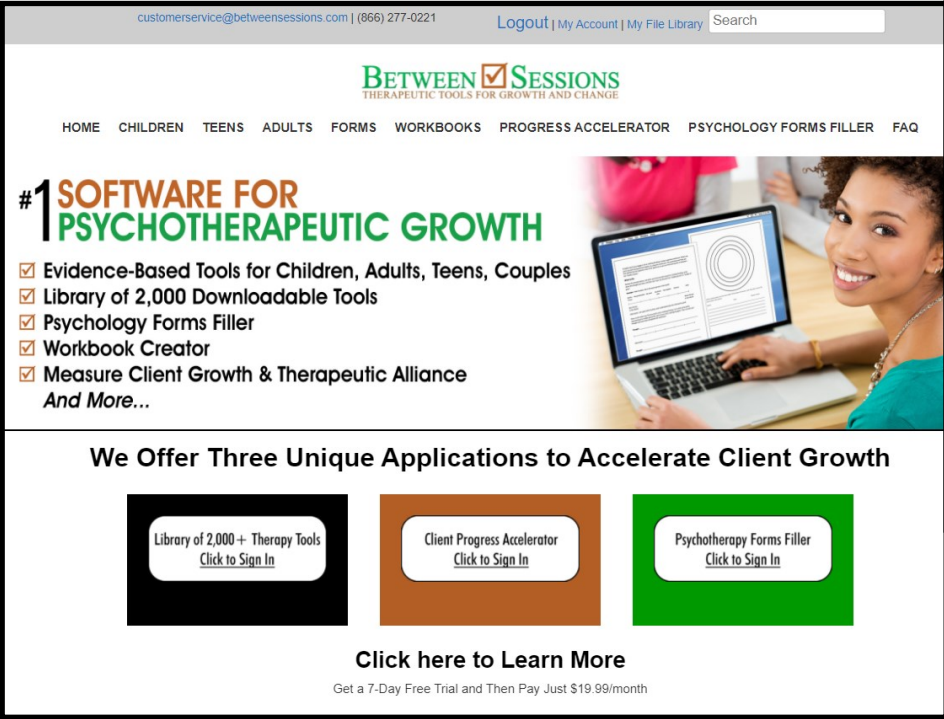 customerservice@betweensessions.com | (866) 277-0221
Logout | My Account | My File Library Search
BETWEEN SESSIONS
THERAPEUTIC TOOLS FOR GROWTH AND CHANGE
HOME CHILDREN TEENS ADULTS FORMS WORKBOOKS PROGRESS ACCELERATOR PSYCHOLOGY FORMS FILLER FAQ
#1 SOFTWARE FOR
PSYCHOTHERAPEUTIC GROWTH
Evidence-Based Tools for Children, Adults, Teens, Couples
Library of 2,000 Downloadable Tools
Psychology Forms Filler
Workbook Creator
Measure Client Growth & Therapeutic Alliance
And More...
We Offer Three Unique Applications to Accelerate Client Growth
Library of 2,000+ Therapy Tools
Click to Sign In
Client Progress Accelerator
Click to Sign In
Psychotherapy Forms Filler
Click to Sign In
Click here to Learn More
Get a 7-Day Free Trial and Then Pay Just $19.99/month